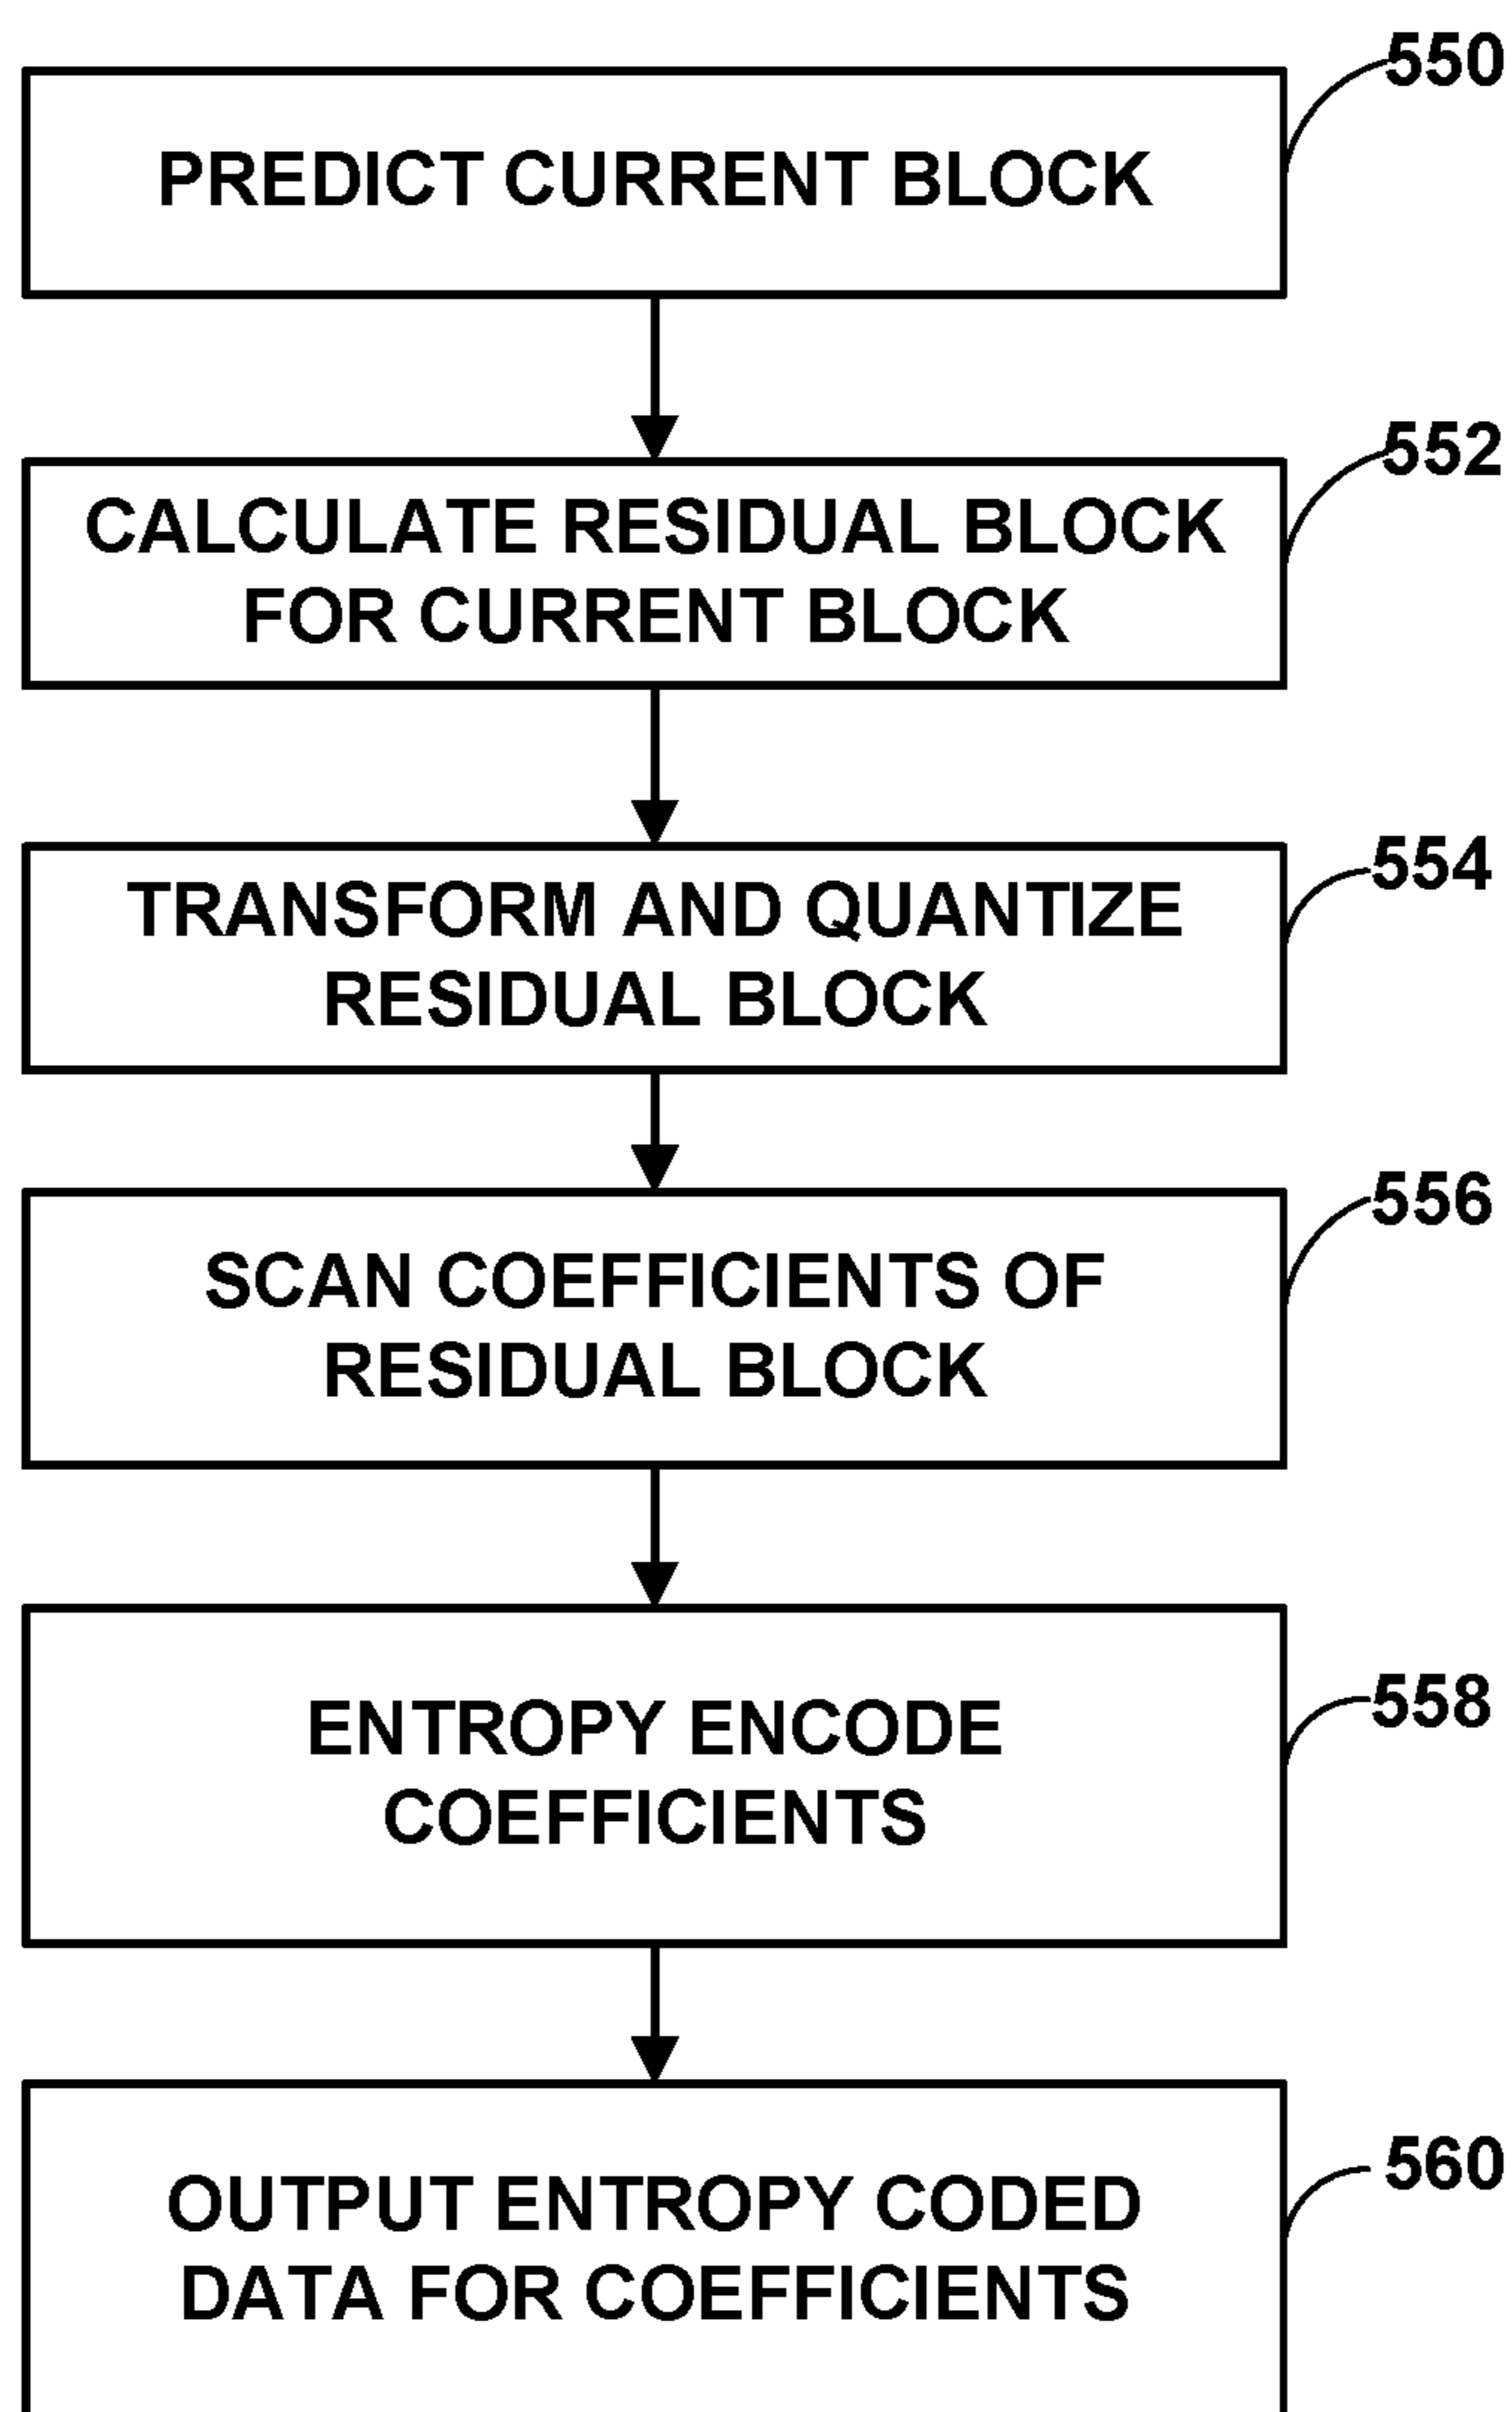 550
PREDICT CURRENT BLOCK
552
CALCULATE RESIDUAL BLOCK
FOR CURRENT BLOCK
554
TRANSFORM AND QUANTIZE
RESIDUAL BLOCK
556
SCAN COEFFICIENTS OF
RESIDUAL BLOCK
558
ENTROPY ENCODE
COEFFICIENTS
560
OUTPUT ENTROPY CODED
DATA FOR COEFFICIENTS